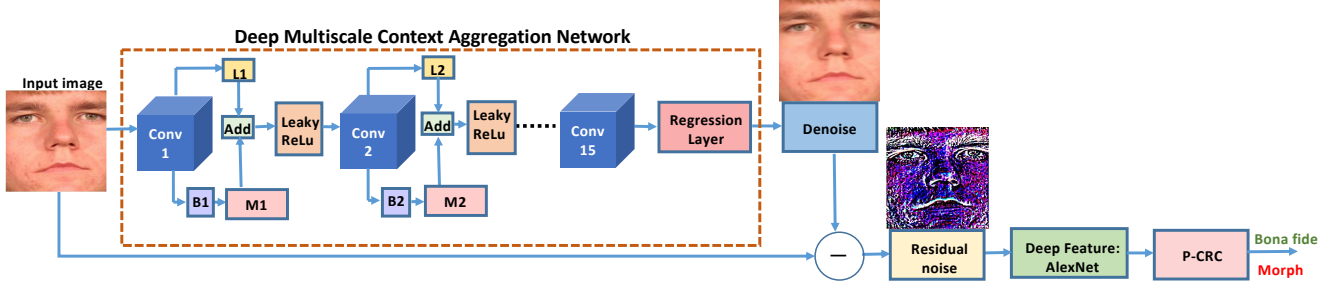 Deep Multiscale Context Aggregation Network
Input image
L1
L2
Conv
1
Add
Leaky
ReLu
Conv
2
Add
Leaky
ReLU
Conv
15
Regression
Layer
Denoise
B1
M1
B2
M2
—
Residual
noise
Deep Feature:
AlexNet
P-CRC
Bona fide
Morph